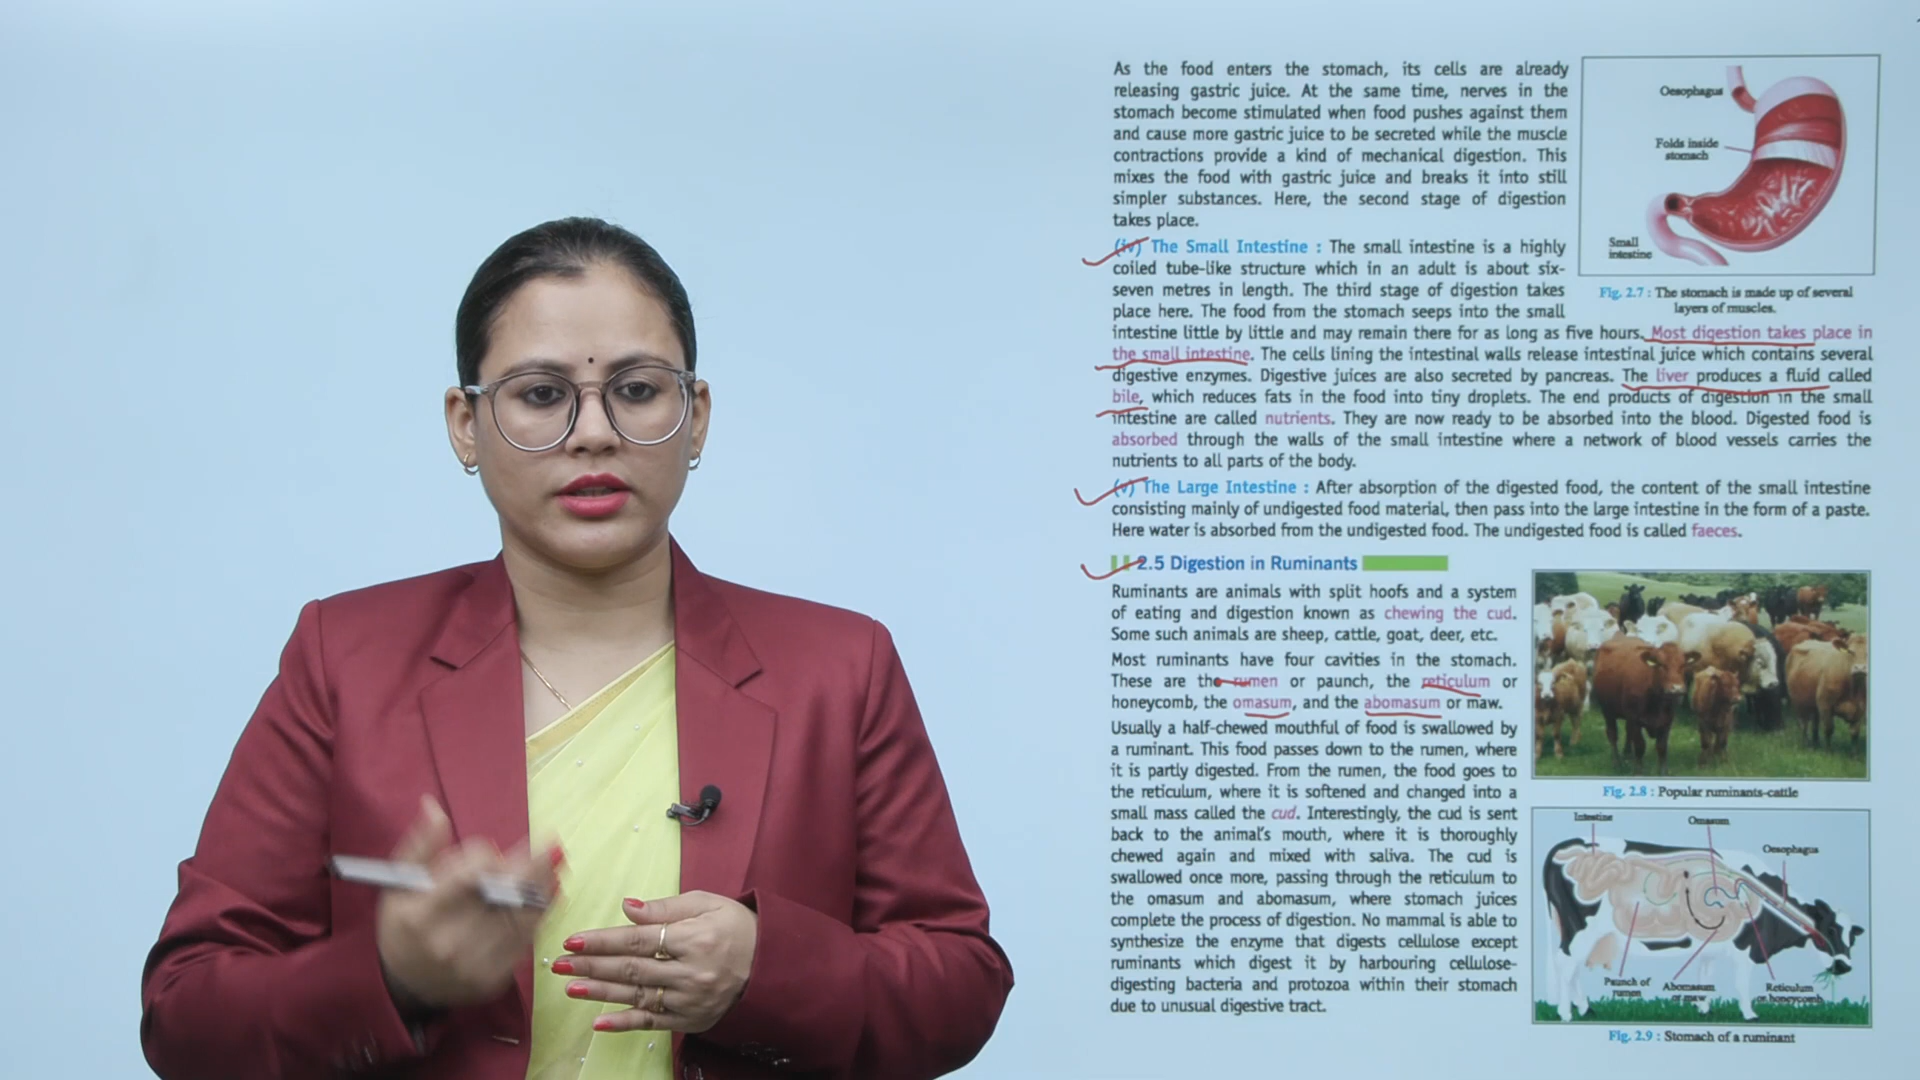 As the food enters the stomach, its cells are already
releasing gastric juice. At the same time, nerves in the
stomach become stimulated when food pushes against them
and cause more gastric juice to be secreted while the muscle
contractions provide a kind of mechanical digestion. This
mixes the food with gastric juice and breaks it into still
simpler substances. Here, the second stage of digestion
takes place.
Oesophagus
Folds inside
stomach
Small
intestine
Fig. 2.7 : The stomach is made up of several
layers of muscles.
(iv) The Small Intestine : The small intestine is a highly
coiled tube-like structure which in an adult is about six-
seven metres in length. The third stage of digestion takes
place here. The food from the stomach seeps into the small
intestine little by little and may remain there for as long as five hours. Most digestion takes place in
the small intestine. The cells lining the intestinal walls release intestinal juice which contains several
digestive enzymes. Digestive juices are also secreted by pancreas. The liver produces a fluid called
bile, which reduces fats in the food into tiny droplets. The end products of digestion in the small
intestine are called nutrients. They are now ready to be absorbed into the blood. Digested food is
absorbed through the walls of the small intestine where a network of blood vessels carries the
nutrients to all parts of the body.
(v) The Large Intestine : After absorption of the digested food, the content of the small intestine
consisting mainly of undigested food material, then pass into the large intestine in the form of a paste.
Here water is absorbed from the undigested food. The undigested food is called faeces.
2.5 Digestion in Ruminants
Ruminants are animals with split hoofs and a system
of eating and digestion known as chewing the cud.
Some such animals are sheep, cattle, goat, deer, etc.
Most ruminants have four cavities in the stomach.
These are the rumen or paunch, the reticulum or
honeycomb, the omasum, and the abomasum or maw.
Usually a half-chewed mouthful of food is swallowed by
a ruminant. This food passes down to the rumen, where
it is partly digested. From the rumen, the food goes to
the reticulum, where it is softened and changed into a
small mass called the cud. Interestingly, the cud is sent
back to the animal's mouth, where it is thoroughly
chewed again and mixed with saliva. The cud is
swallowed once more, passing through the reticulum to
the omasum and abomasum, where stomach juices
complete the process of digestion. No mammal is able to
synthesize the enzyme that digests cellulose except
ruminants which digest it by harbouring cellulose-
digesting bacteria and protozoa within their stomach
due to unusual digestive tract.
Fig. 2.8 : Popular ruminants-cattle
Intestine
Omasum
Oesophagus
Paunch of
rumen
Abomasum
or maw
Reticulum
or honeycomb
Fig. 2.9 : Stomach of a ruminant